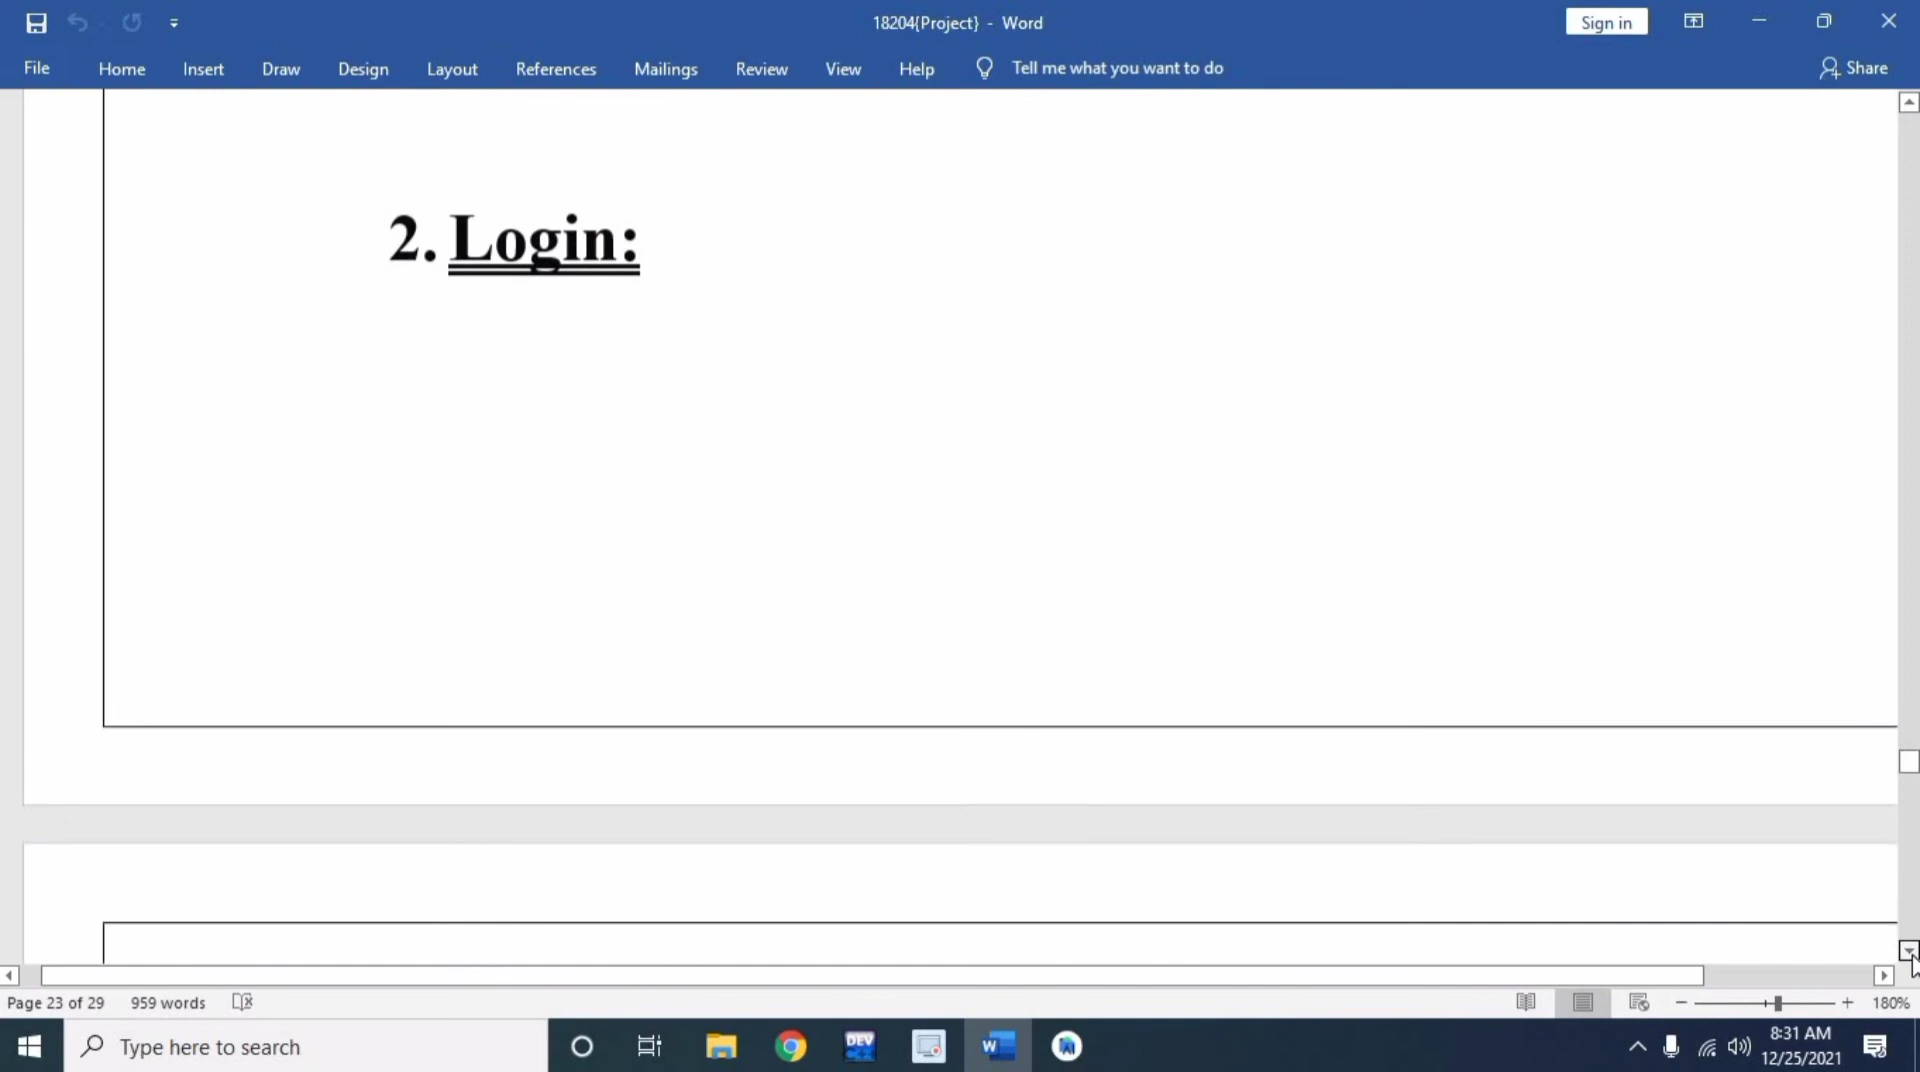 18204{Project} - Word
Sign in
File Home Insert Draw Design Layout References Mailings Review View Help Tell me what you want to do Share
2. Login:
Page 23 of 29 959 words 180%
Type here to search
DEV
C++
W
8:31 AM
12/25/2021